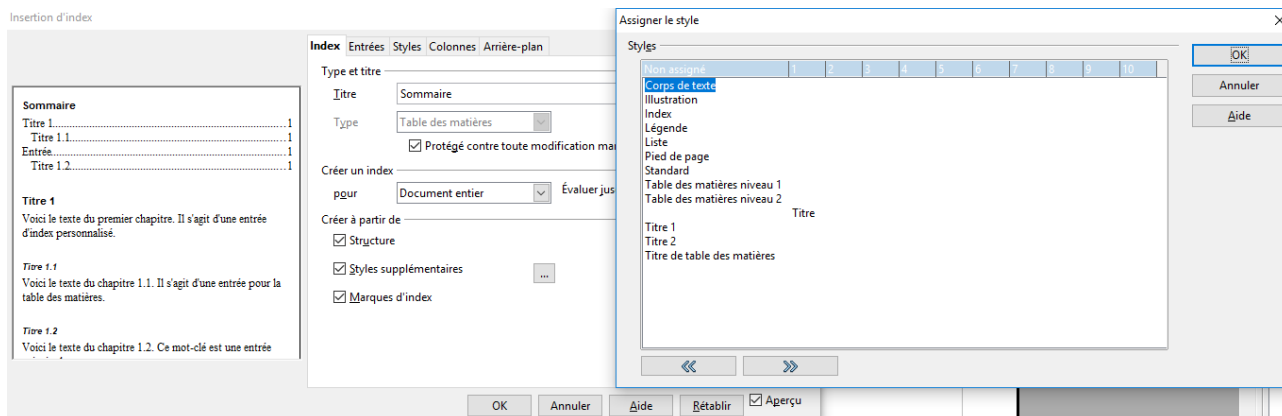 Insertion d'index
Index Entrées Styles Colonnes Arrière-plan
Type et titre
Titre Sommaire
Type Table des matières
Protégé contre toute modification mar
Créer un index
pour Document entier Évaluer jus
Créer à partir de
Structure
Styles supplémentaires ...
Marques d'index
Sommaire
Titre 1 1
Titre 1.1 1
Entrée 1
Titre 1.2 1
Titre 1
Voici le texte du premier chapitre. Il s'agit d'une entrée
d'index personnalisé.
Titre 1.1
Voici le texte du chapitre 1.1. Il s'agit d'une entrée pour la
table des matières.
Titre 1.2
Voici le texte du chapitre 1.2. Ce mot-clé est une entrée
OK Annuler Aide Rétablir Aperçu
Assigner le style
Styles
Non assigné 1 2 3 4 5 6 7 8 9 10
Corps de texte
Illustration
Index
Légende
Liste
Pied de page
Standard
Table des matières niveau 1
Table des matières niveau 2
Titre
Titre 1
Titre 2
Titre de table des matières
OK
Annuler
Aide